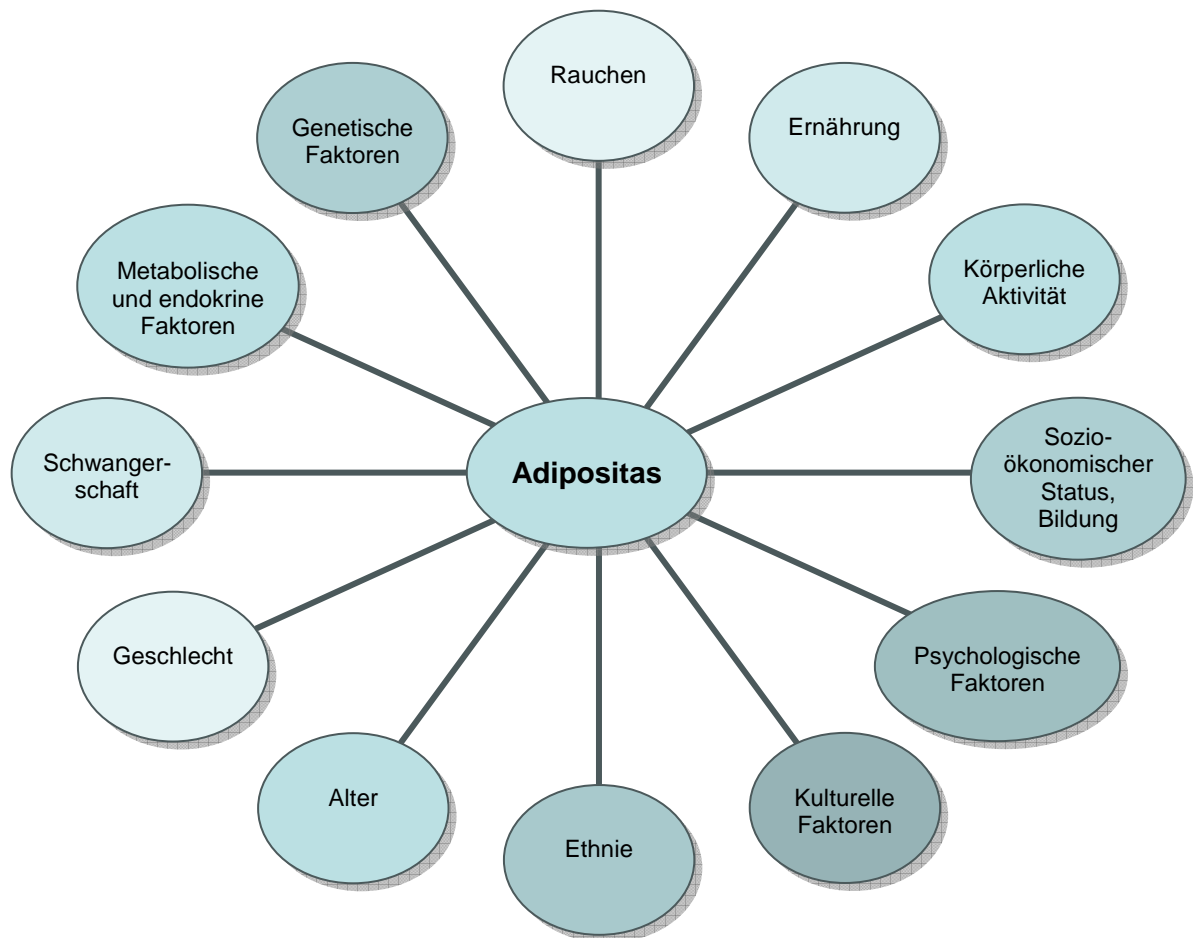 Rauchen
Ernährung
Körperliche
Aktivität
Sozio-
ökonomischer
Status,
Bildung
Psychologische
Faktoren
Kulturelle
Faktoren
Ethnie
Alter
Geschlecht
Schwanger-
schaft
Metabolische
und endokrine
Faktoren
Genetische
Faktoren
Adipositas